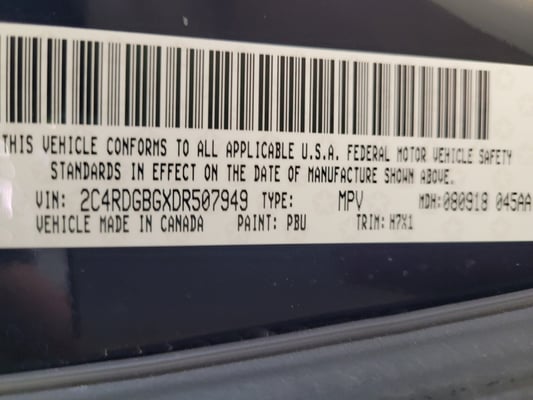 THIS VEHICLE CONFORMS TO ALL APPLICABLE U.S.A. FEDERAL MOTOR VEHICLE SAFETY
STANDARDS IN EFFECT ON THE DATE OF MANUFACTURE SHOWN ABOVE.
VIN: 2C4RDGBGXDR507949 TYPE: MPV MDH:080918 045AA
VEHICLE MADE IN CANADA PAINT: PBU TRIM: H7X1